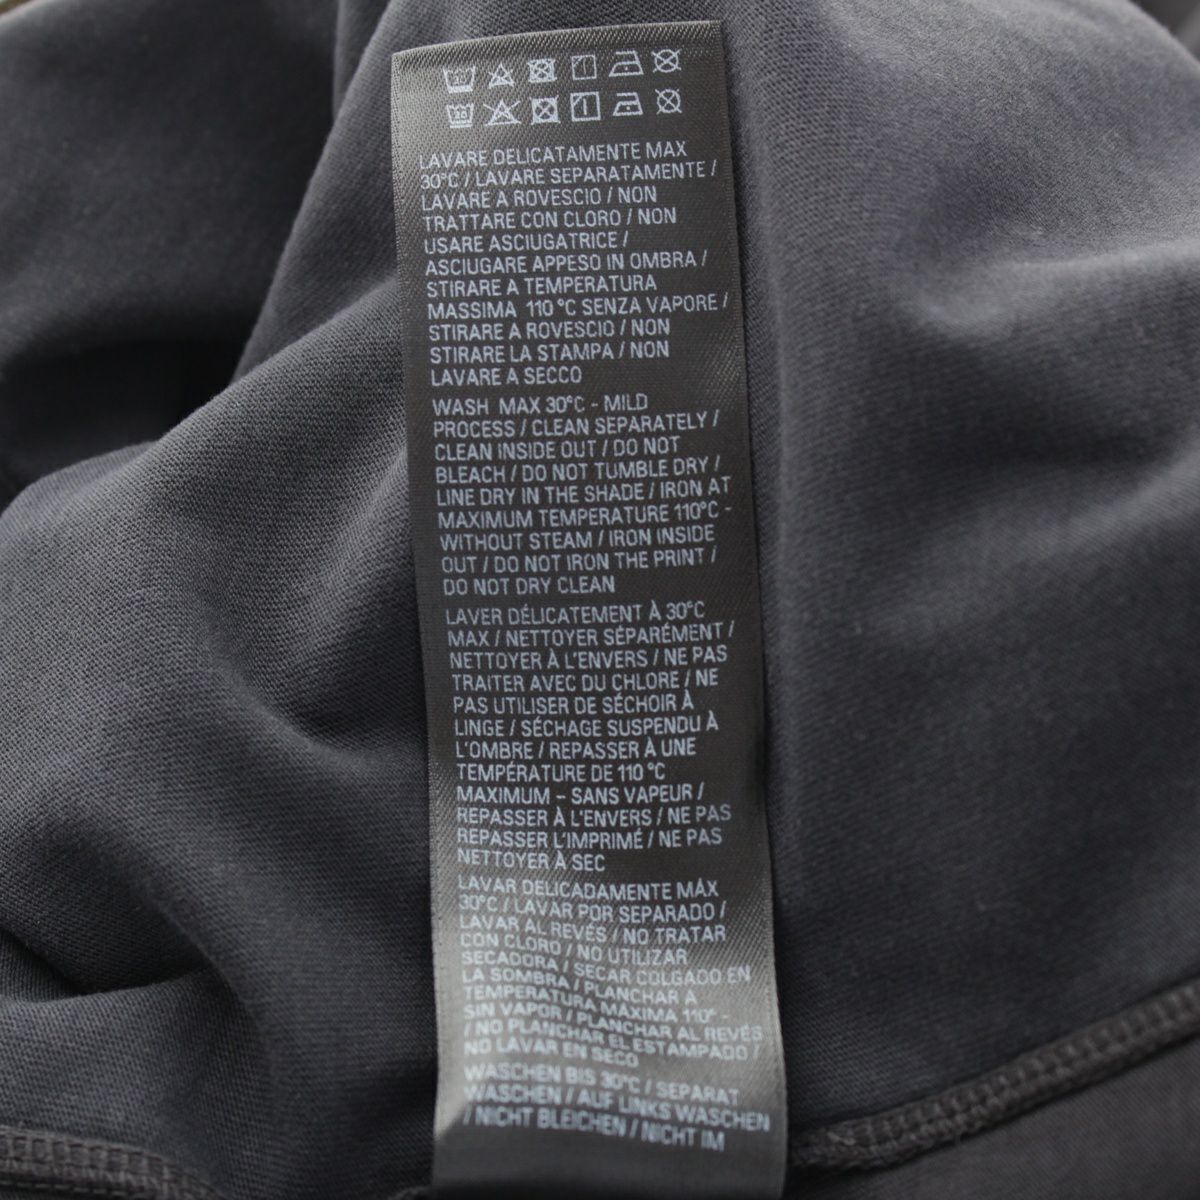 LAVARE DELICATAMENTE MAX
30°C / LAVARE SEPARATAMENTE /
LAVARE A ROVESCIO / NON
TRATTARE CON CLORO / NON
USARE ASCIUGATRICE /
ASCIUGARE APPESO IN OMBRA /
STIRARE A TEMPERATURA
MASSIMA 110 °C SENZA VAPORE /
STIRARE A ROVESCIO / NON
STIRARE LA STAMPA / NON
LAVARE A SECCO
WASH MAX 30°C - MILD
PROCESS / CLEAN SEPARATELY /
CLEAN INSIDE OUT / DO NOT
BLEACH / DO NOT TUMBLE DRY /
LINE DRY IN THE SHADE / IRON AT
MAXIMUM TEMPERATURE 110°C -
WITHOUT STEAM / IRON INSIDE
OUT / DO NOT IRON THE PRINT /
DO NOT DRY CLEAN
LAVER DÉLICATEMENT À 30°C
MAX / NETTOYER SÉPARÉMENT /
NETTOYER À L'ENVERS / NE PAS
TRAITER AVEC DU CHLORE / NE
PAS UTILISER DE SÉCHOIR À
LINGE / SÉCHAGE SUSPENDU À
L'OMBRE / REPASSER À UNE
TEMPÉRATURE DE 110 °C
MAXIMUM - SANS VAPEUR /
REPASSER À L'ENVERS / NE PAS
REPASSER L'IMPRIMÉ / NE PAS
NETTOYER À SEC
LAVAR DELICADAMENTE MÁX
30°C / LAVAR POR SEPARADO /
LAVAR AL REVÉS / NO TRATAR
CON CLORO / NO UTILIZAR
SECADORA / SECAR COLGADO EN
LA SOMBRA / PLANCHAR A
TEMPERATURA MÁXIMA 110° -
SIN VAPOR / PLANCHAR AL REVÉS
/ NO PLANCHAR EL ESTAMPADO /
NO LAVAR EN SECO
WASCHEN BIS 30°C / SEPARAT
WASCHEN / AUF LINKS WASCHEN
/ NICHT BLEICHEN / NICHT IM